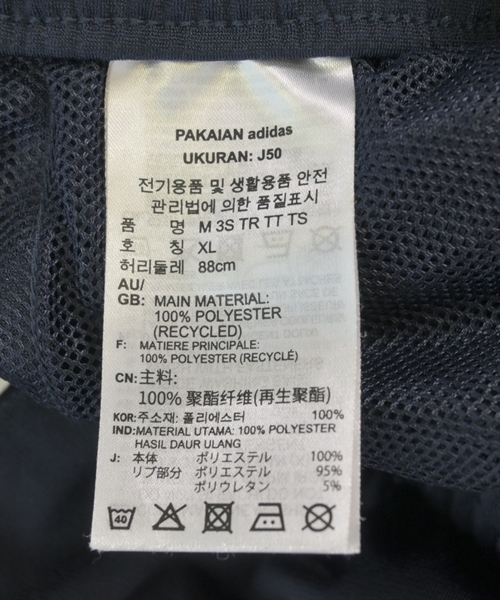 PAKAIAN adidas
UKURAN: J50
전기용품 및 생활용품 안전
관리법에 의한 품질표시
품 명 M 3S TR TT TS
호 칭 XL
허리둘레 88cm
AU/
GB: MAIN MATERIAL:
100% POLYESTER
(RECYCLED)
F: MATIERE PRINCIPALE:
100% POLYESTER (RECYCLÉ)
CN: 主料:
100% 聚酯纤维(再生聚酯)
KOR: 주소재: 폴리에스터 100%
IND: MATERIAL UTAMA: 100% POLYESTER
HASIL DAUR ULANG
J: 本体 ポリエステル 100%
リブ部分 ポリエステル 95%
ポリウレタン 5%
40